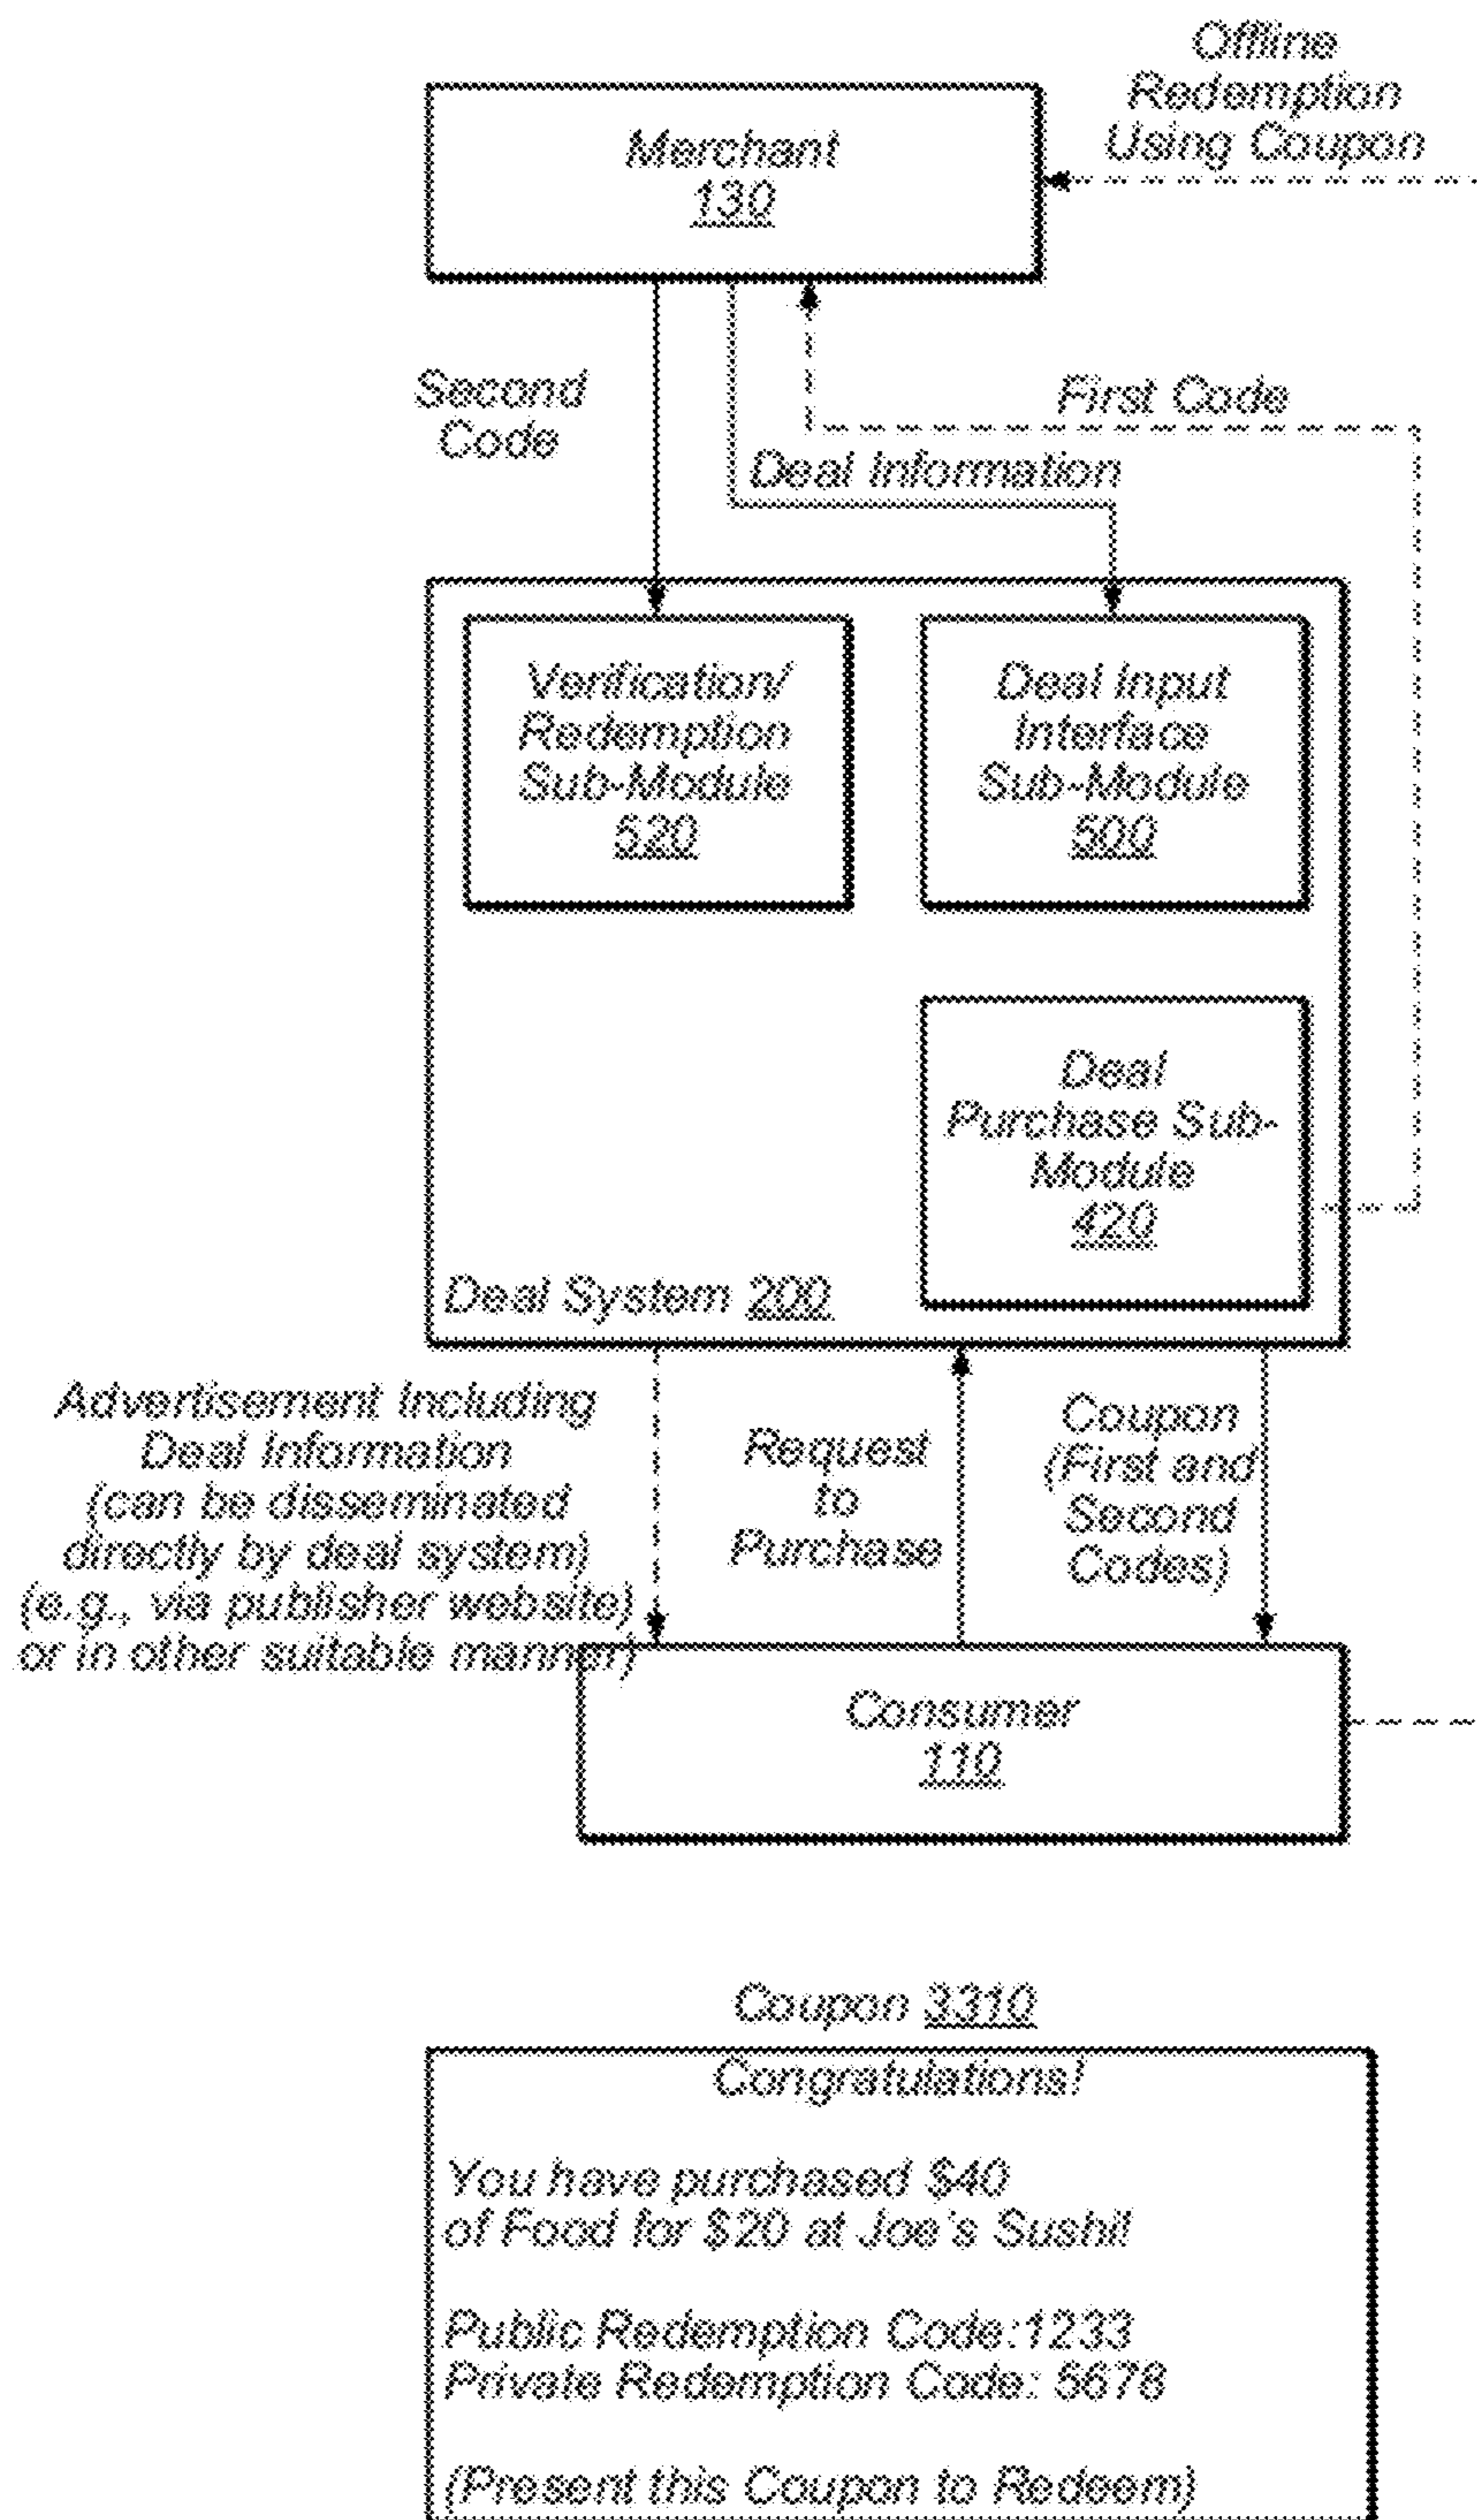 Offline
Redemption
Using Coupon
Merchant
130
Second
Code
First Code
Deal Information
Verification/
Redemption
Sub-Module
520
Deal Input
Interface
Sub-Module
500
Deal
Purchase Sub-
Module
420
Deal System 200
Advertisement Including
Deal Information
(can be disseminated
directly by deal system)
(e.g., via publisher website)
or in other suitable manner)
Request
to
Purchase
Coupon
(First and
Second
Codes)
Consumer
110
Coupon 3310
Congratulations!
You have purchased $40
of Food for $20 at Joe's Sushi!
Public Redemption Code:1233
Private Redemption Code: 5678
(Present this Coupon to Redeem)